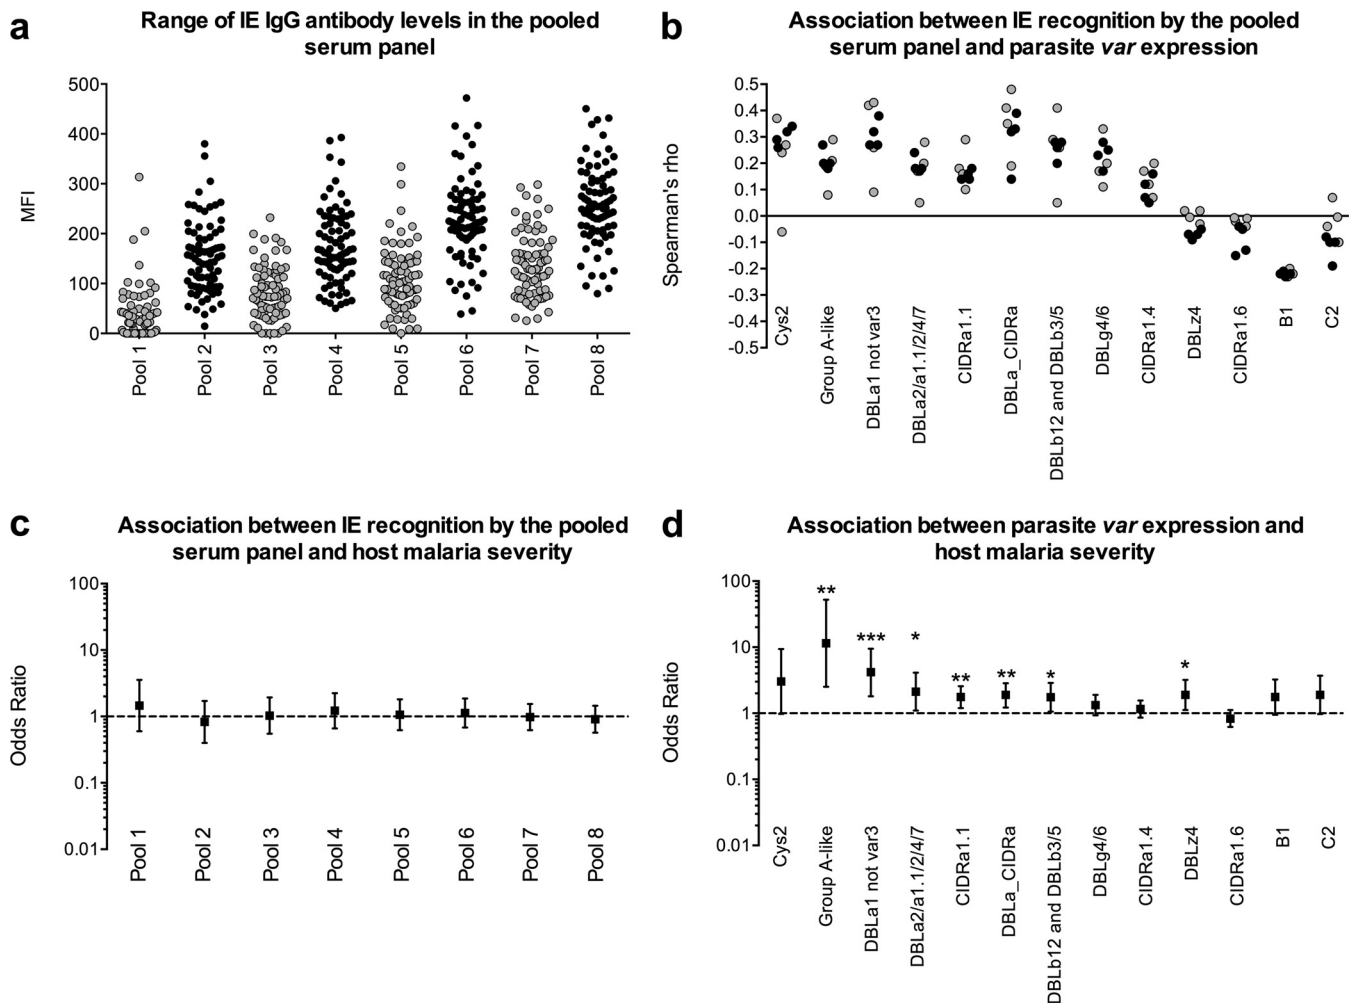 a
Range of IE IgG antibody levels in the pooled
serum panel
MFI
500
400
300
200
100
0
Pool 1
Pool 2
Pool 3
Pool 4
Pool 5
Pool 6
Pool 7
Pool 8
b
Association between IE recognition by the pooled
serum panel and parasite var expression
Spearman's rho
0.5
0.4
0.3
0.2
0.1
0.0
-0.1
-0.2
-0.3
-0.4
-0.5
Cys2
Group A-like
DBLa1 not var3
DBLa2/a1.1/2/4/7
CIDRa1.1
DBLa_CIDRa
DBLb12 and DBLb3/5
DBLg4/6
CIDRa1.4
DBLz4
CIDRa1.6
B1
C2
c
Association between IE recognition by the pooled
serum panel and host malaria severity
Odds Ratio
100
10
1
0.1
0.01
Pool 1
Pool 2
Pool 3
Pool 4
Pool 5
Pool 6
Pool 7
Pool 8
d
Association between parasite var expression and
host malaria severity
Odds Ratio
100
10
1
0.1
0.01
**
***
*
**
**
*
*
Cys2
Group A-like
DBLa1 not var3
DBLa2/a1.1/2/4/7
CIDRa1.1
DBLa_CIDRa
DBLb12 and DBLb3/5
DBLg4/6
CIDRa1.4
DBLz4
CIDRa1.6
B1
C2